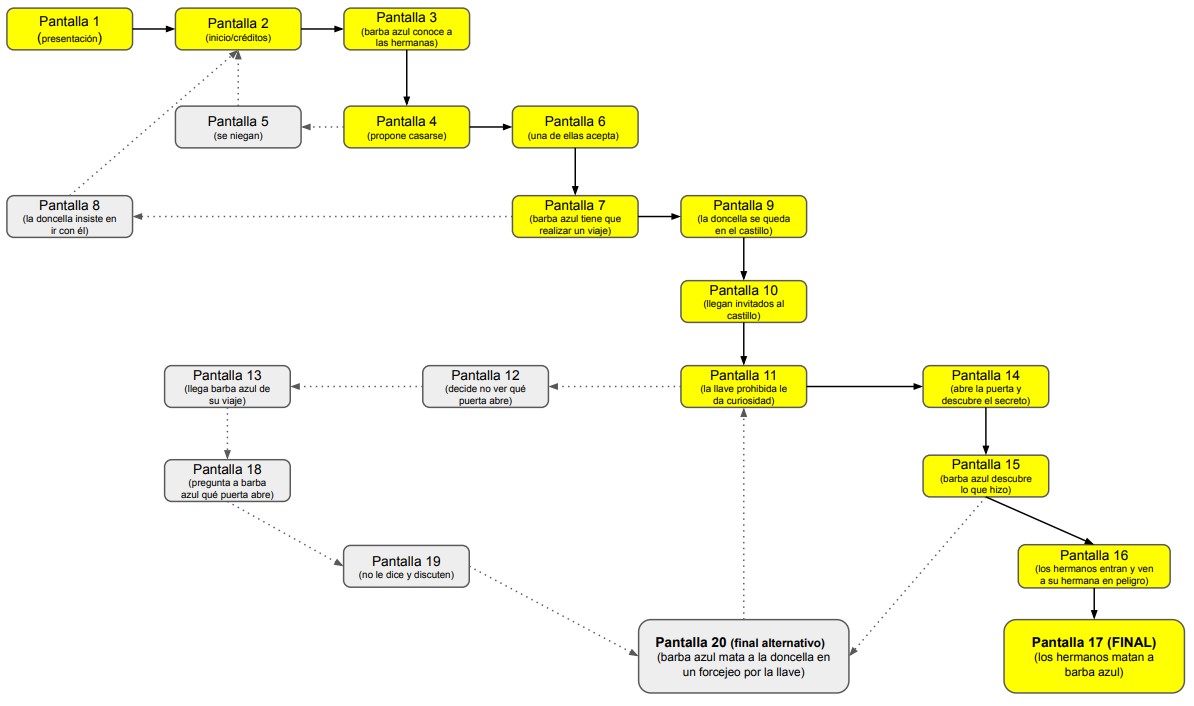 Pantalla 1
(presentación)
Pantalla 2
(inicio/créditos)
Pantalla 3
(barba azul conoce a
las hermanas)
Pantalla 5
(se niegan)
Pantalla 4
(propone casarse)
Pantalla 6
(una de ellas acepta)
Pantalla 8
(la doncella insiste en
ir con él)
Pantalla 7
(barba azul tiene que
realizar un viaje)
Pantalla 9
(la doncella se queda
en el castillo)
Pantalla 10
(llegan invitados al
castillo)
Pantalla 13
(llega barba azul de
su viaje)
Pantalla 12
(decide no ver qué
puerta abre)
Pantalla 11
(la llave prohibida le
da curiosidad)
Pantalla 14
(abre la puerta y
descubre el secreto)
Pantalla 18
(pregunta a barba
azul qué puerta abre)
Pantalla 15
(barba azul descubre
lo que hizo)
Pantalla 19
(no le dice y discuten)
Pantalla 16
(los hermanos entran y ven
a su hermana en peligro)
Pantalla 20 (final alternativo)
(barba azul mata a la doncella en
un forcejeo por la llave)
Pantalla 17 (FINAL)
(los hermanos matan a
barba azul)